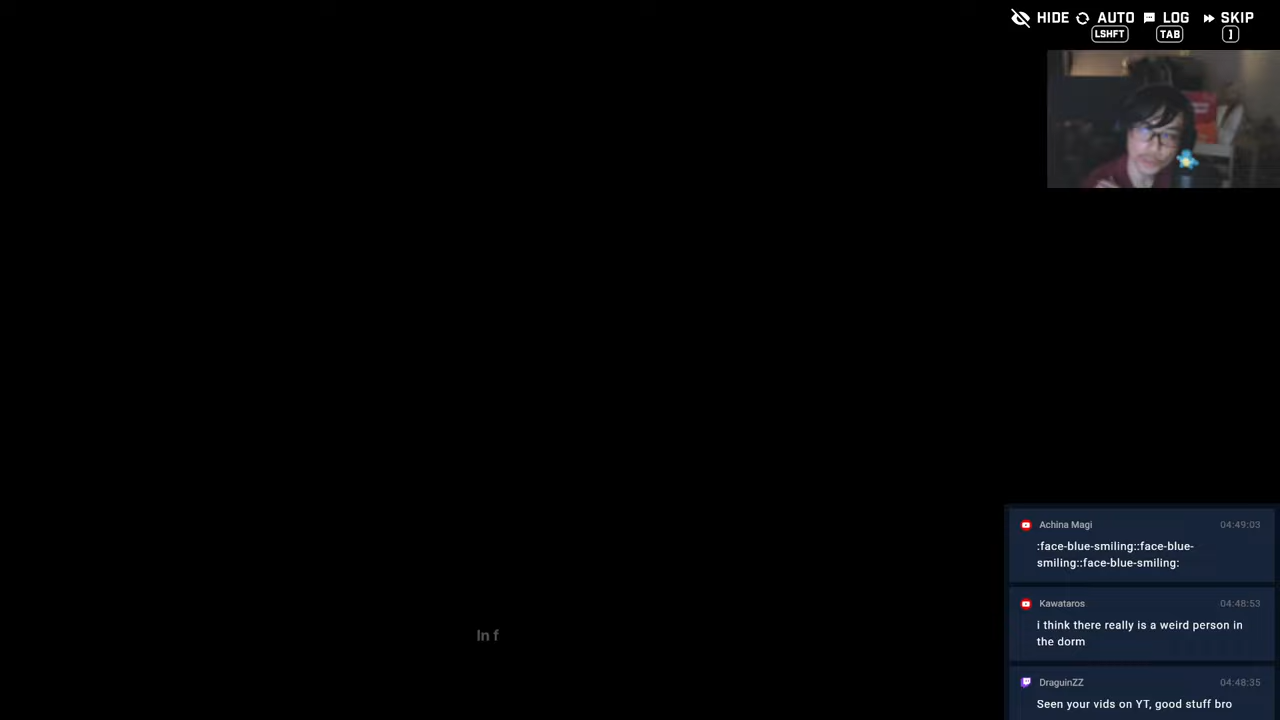 HIDE AUTO LOG SKIP
LSHFT TAB ]
Achina Magi 04:49:03
:face-blue-smiling::face-blue-
smiling::face-blue-smiling:
Kawataros 04:48:53
i think there really is a weird person in
the dorm
DraguinZZ 04:48:35
Seen your vids on YT, good stuff bro
In f